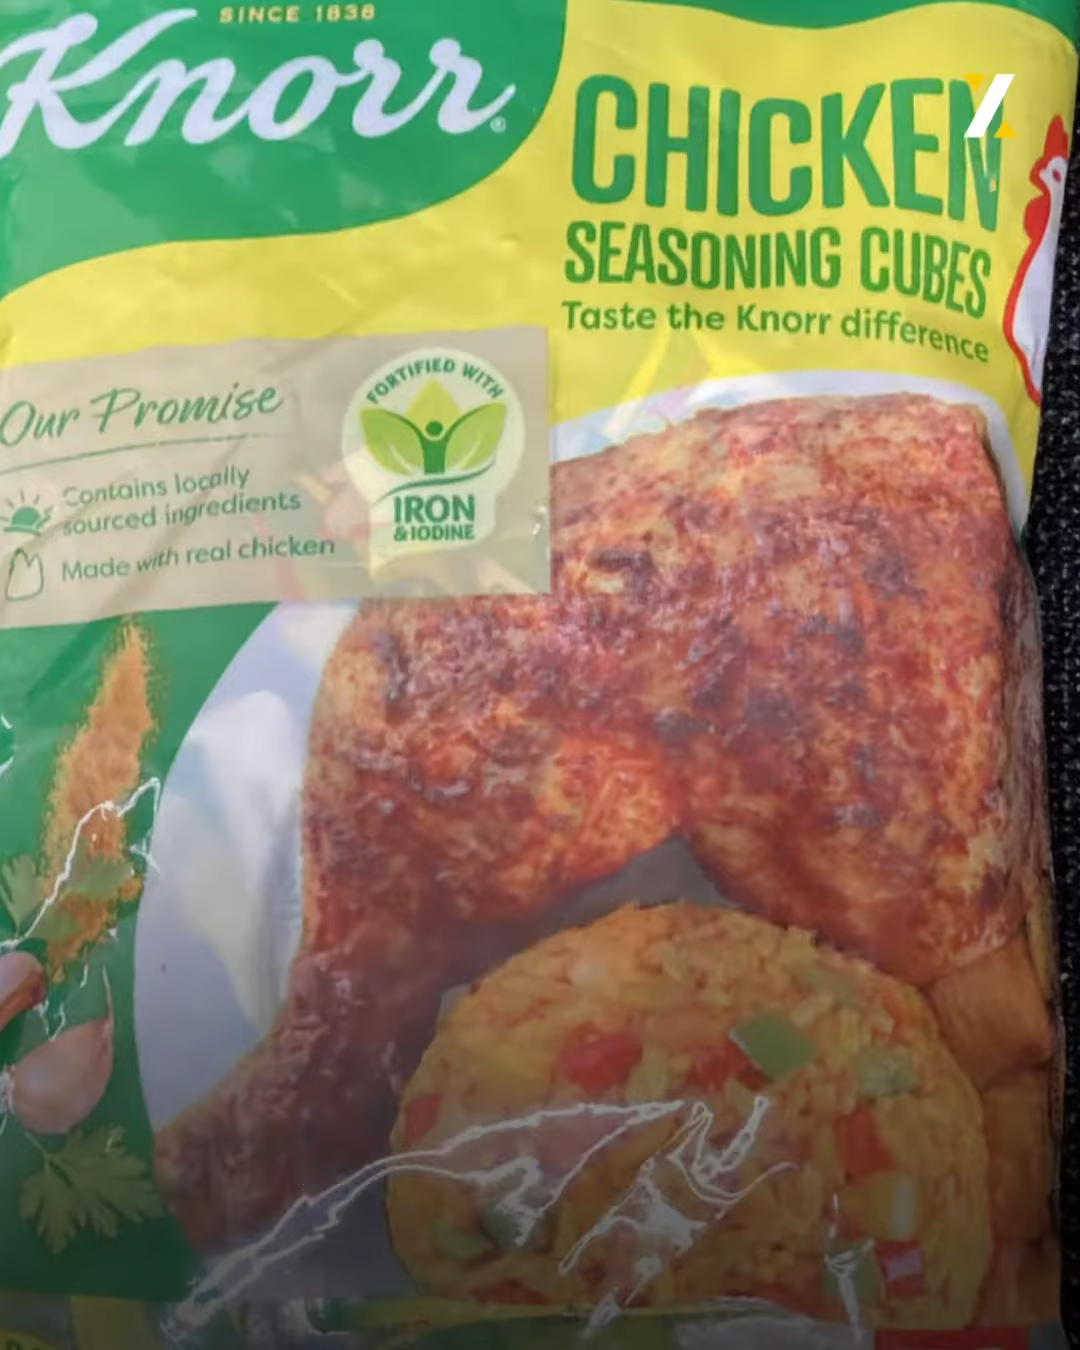 SINCE 1838
Knorr
CHICKEN
SEASONING CUBES
Taste the Knorr difference
Our Promise
Contains locally
sourced ingredients
Made with real chicken
FORTIFIED WITH
IRON
& IODINE